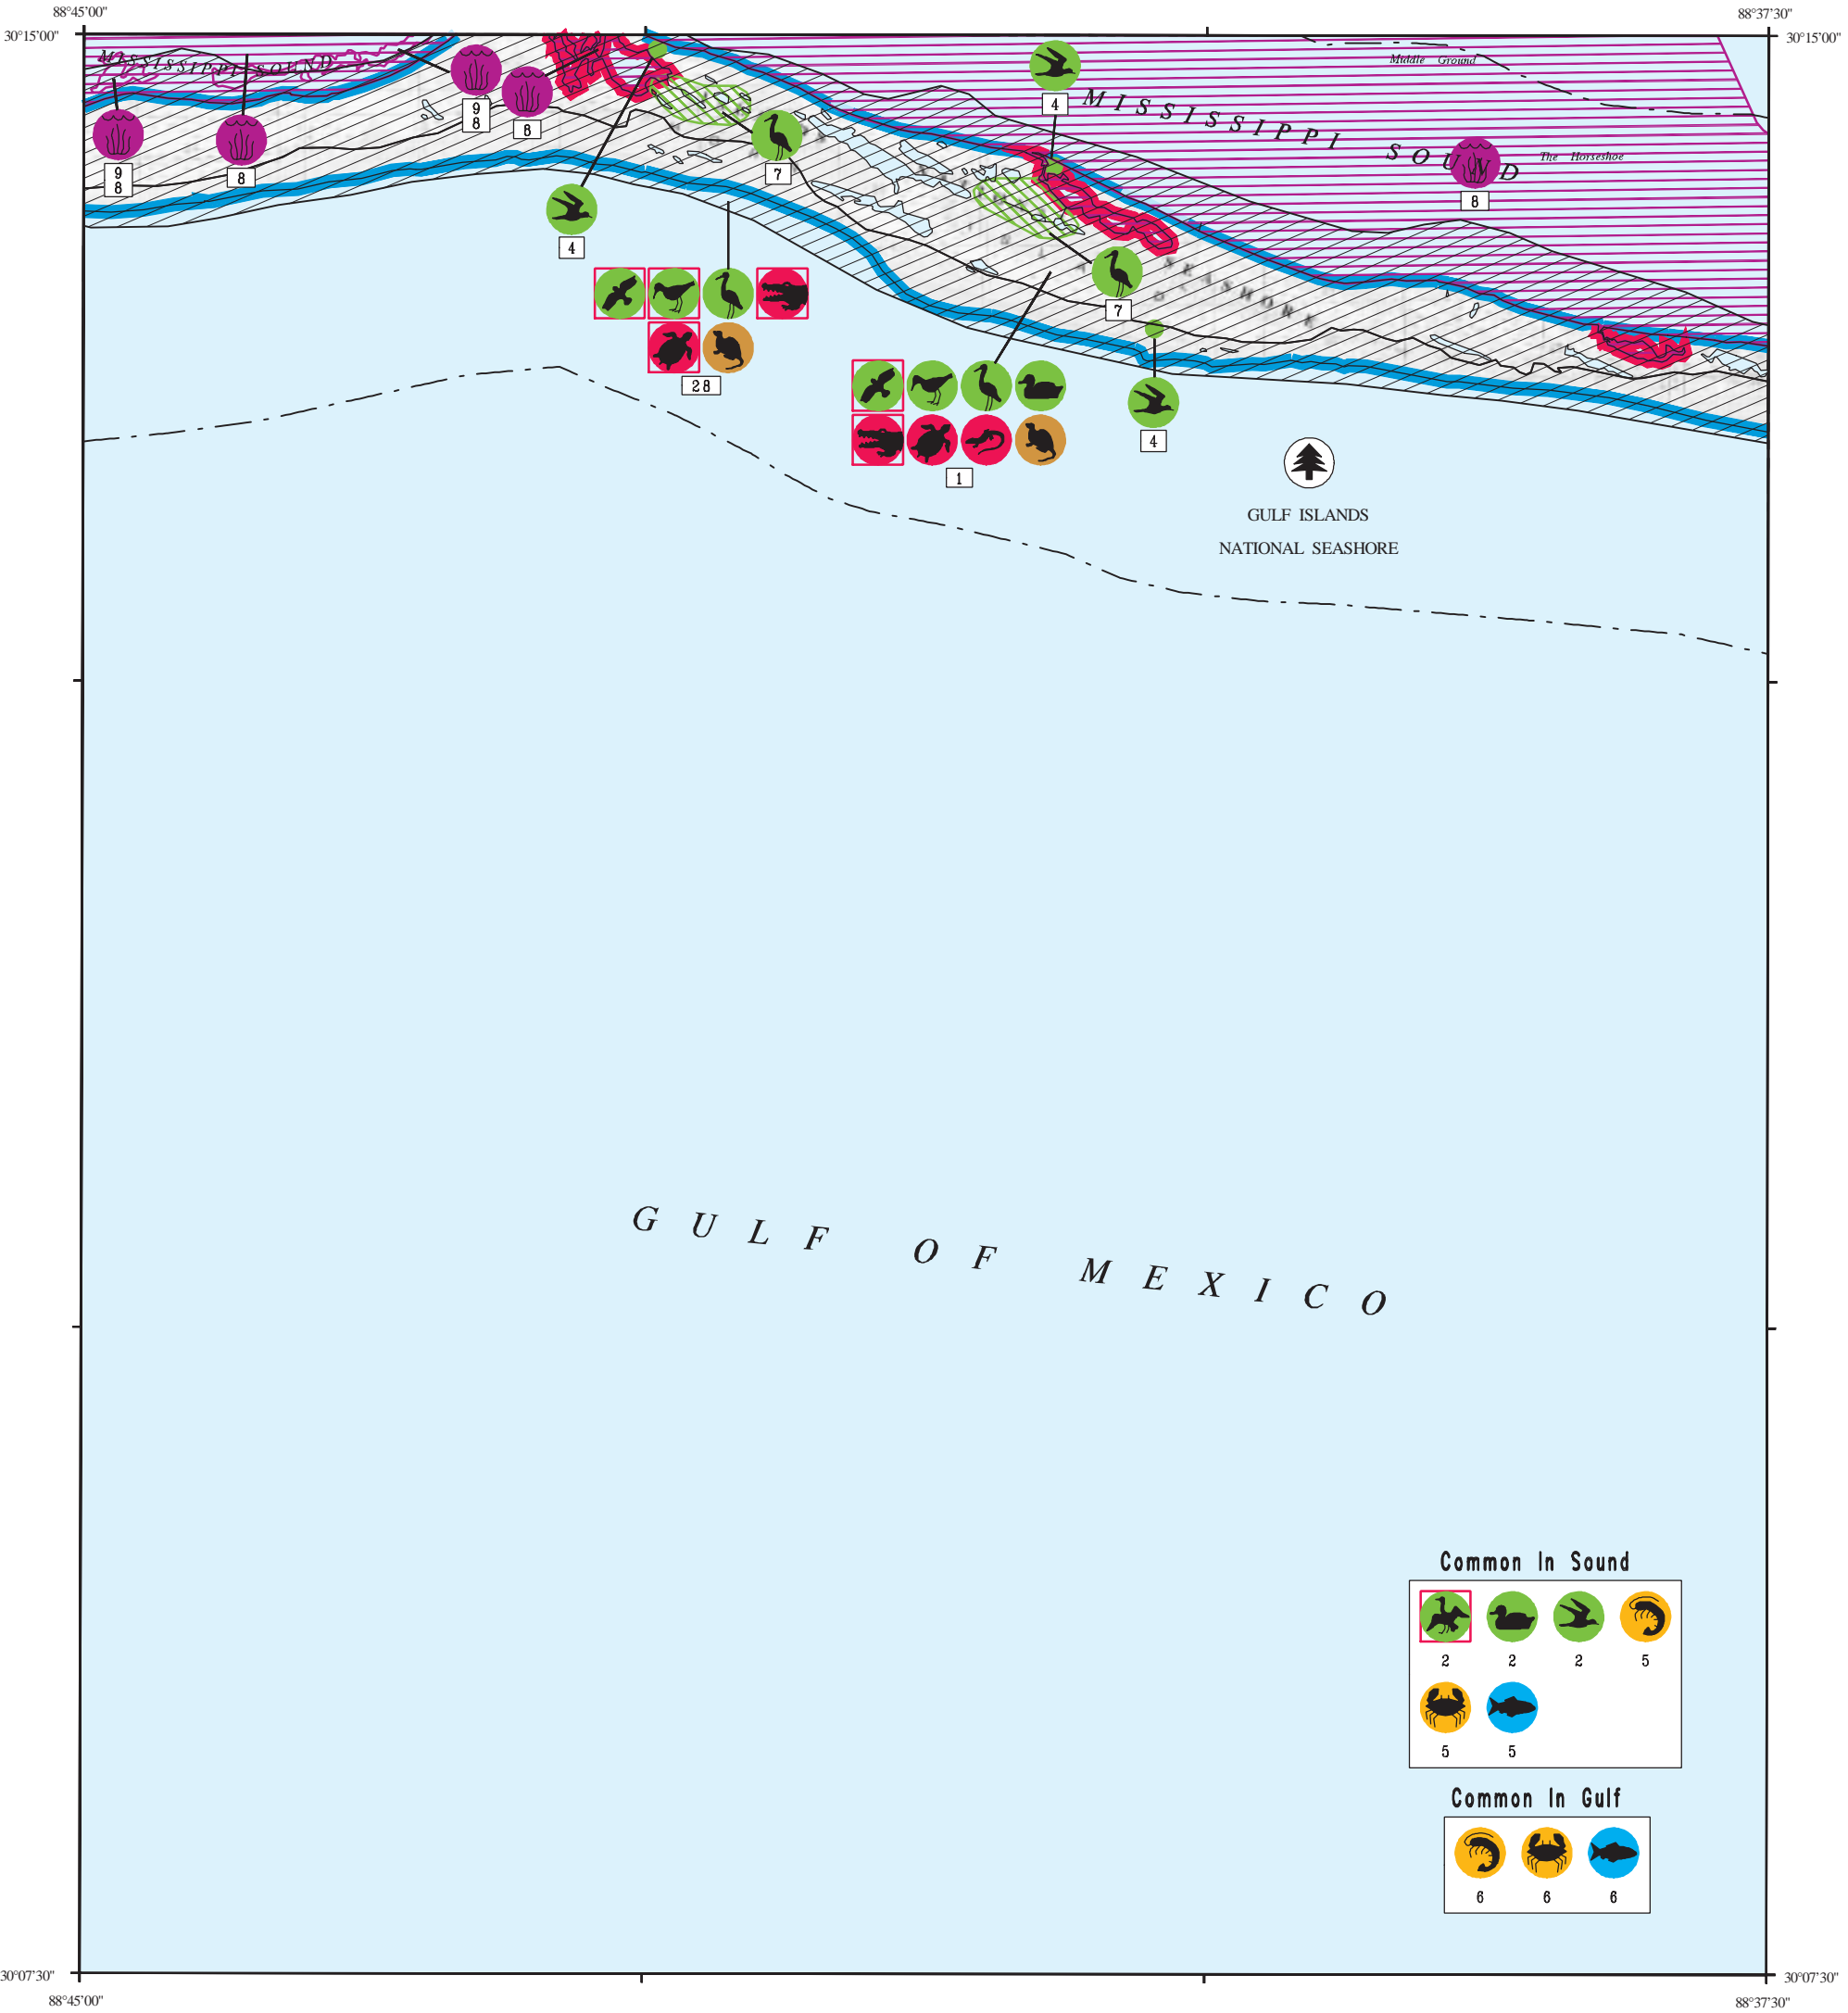 88°45'00"
88°37'30"
30°15'00"
30°15'00"
Middle Ground
MISSISSIPPI SOUND
MISSISSIPPI SOUND
The Horseshoe
4
9
8
8
8
9
8
8
7
4
SEASHORE
7
28
4
1
GULF ISLANDS
NATIONAL SEASHORE
GULF OF MEXICO
Common In Sound
2 2 2 5
5 5
Common In Gulf
6 6 6
30°07'30"
30°07'30"
88°45'00"
88°37'30"